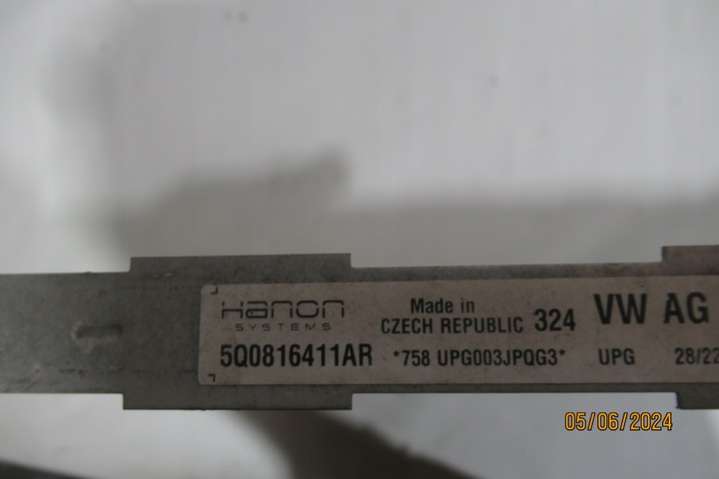 Hanon
SYSTEMS
Made in
CZECH REPUBLIC 324 VW AG
5Q0816411AR *758 UPG003JPQG3* UPG 28/22
05/06/2024